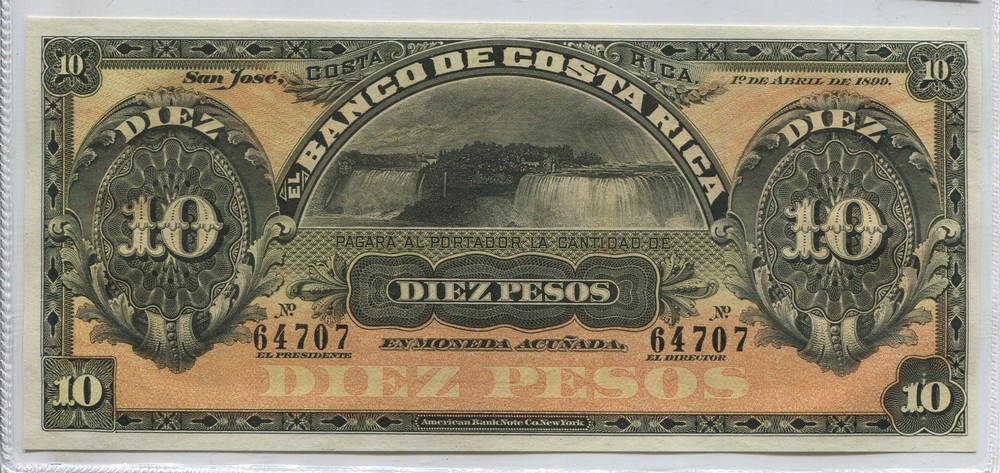 10
San José,
COSTA RICA
1º DE ABRIL DE 1899.
10
EL BANCO DE COSTA RICA
DIEZ
10
DIEZ
10
PAGARA AL PORTADOR LA CANTIDAD DE
DIEZ PESOS
Nº 64707
Nº 64707
EL PRESIDENTE
EN MONEDA ACUÑADA.
EL DIRECTOR
DIEZ PESOS
10
10
American Bank Note Co. New York